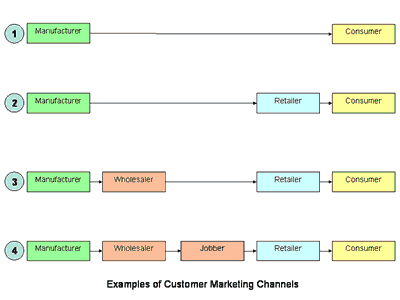 1 Manufacturer Consumer
2 Manufacturer Retailer Consumer
3 Manufacturer Wholesaler Retailer Consumer
4 Manufacturer Wholesaler Jobber Retailer Consumer
Examples of Customer Marketing Channels